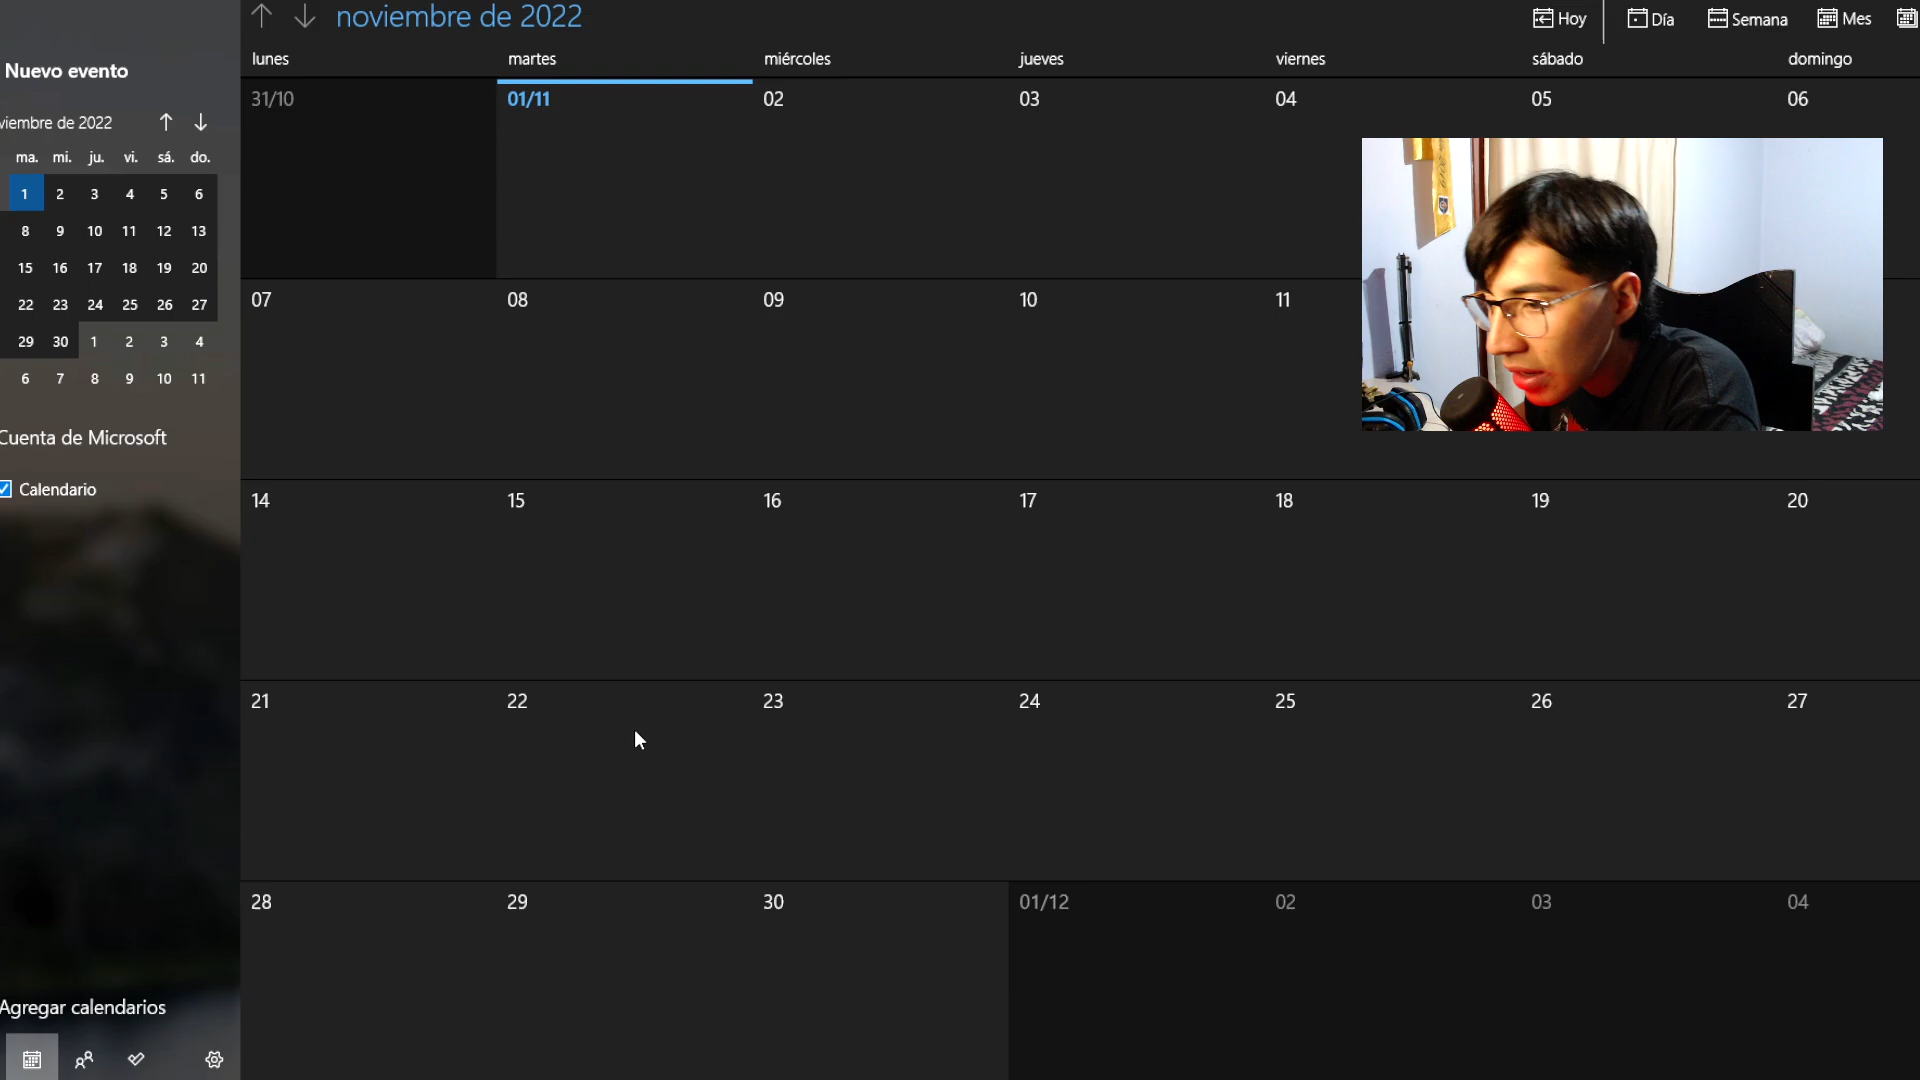 noviembre de 2022
Hoy
Día
Semana
Mes
Nuevo evento
viembre de 2022
ma. mi. ju. vi. sá. do.
1 2 3 4 5 6
8 9 10 11 12 13
15 16 17 18 19 20
22 23 24 25 26 27
29 30 1 2 3 4
6 7 8 9 10 11
Cuenta de Microsoft
Calendario
Agregar calendarios
lunes martes miércoles jueves viernes sábado domingo
31/10 01/11 02 03 04 05 06
07 08 09 10 11
14 15 16 17 18 19 20
21 22 23 24 25 26 27
28 29 30 01/12 02 03 04